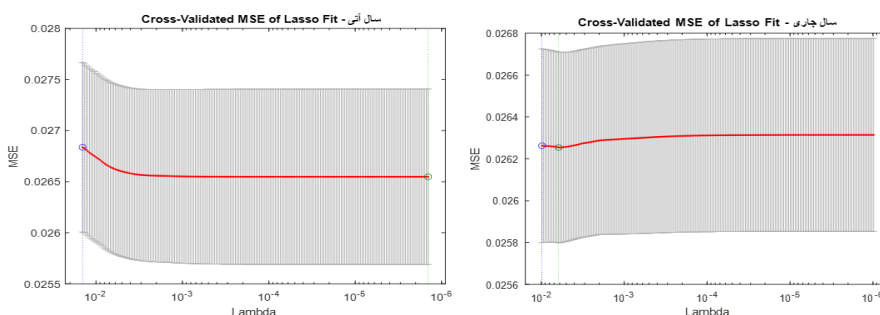 Cross-Validated MSE of Lasso Fit - سال آتی
0.028
0.0275
0.027
0.0265
0.026
0.0255
MSE
10⁻² 10⁻³ 10⁻⁴ 10⁻⁵ 10⁻⁶
Lambda
Cross-Validated MSE of Lasso Fit - سال جاری
0.0268
0.0266
0.0264
0.0262
0.026
0.0258
0.0256
MSE
10⁻² 10⁻³ 10⁻⁴ 10⁻⁵ 10⁻⁶
Lambda